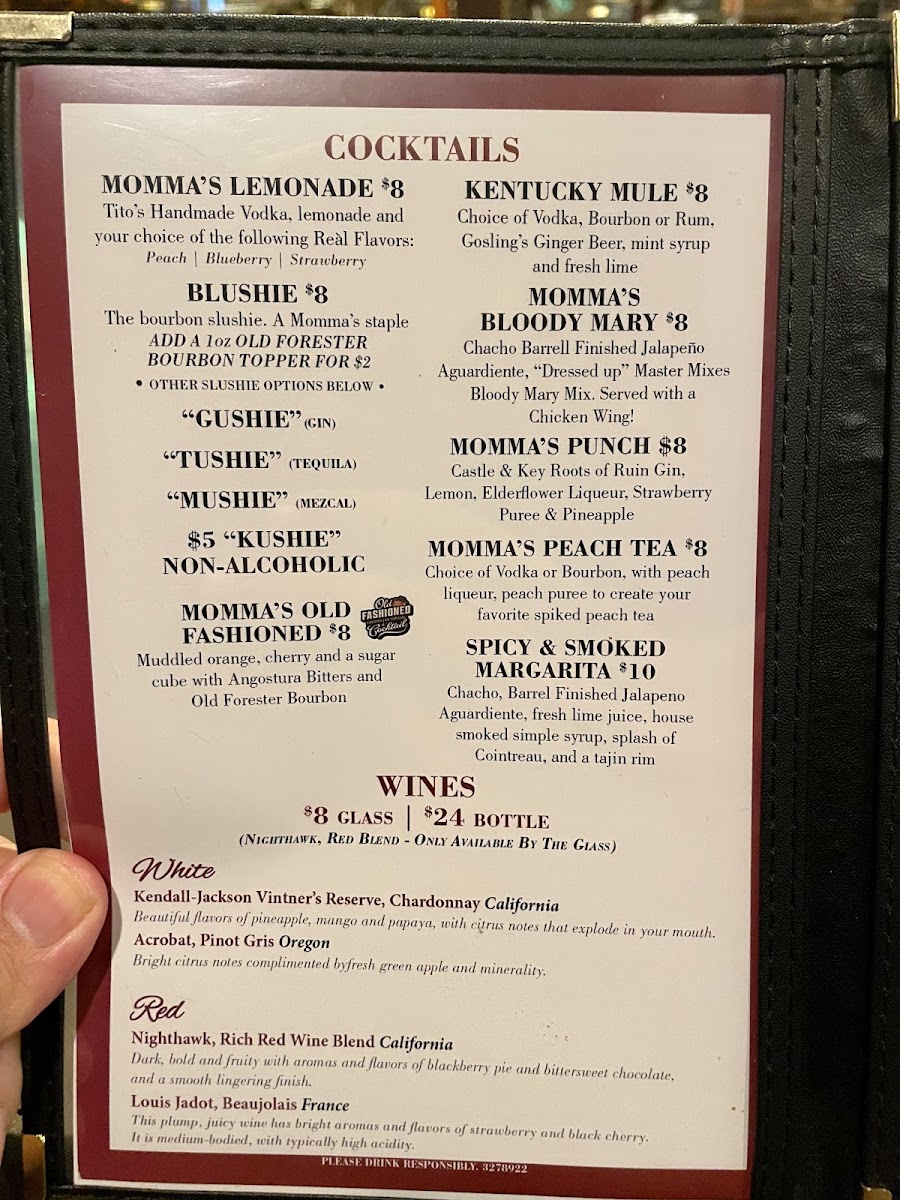 COCKTAILS
MOMMA'S LEMONADE $8
Tito's Handmade Vodka, lemonade and
your choice of the following Reàl Flavors:
Peach | Blueberry | Strawberry
BLUSHIE $8
The bourbon slushie. A Momma's staple
ADD A 1oz OLD FORESTER
BOURBON TOPPER FOR $2
• OTHER SLUSHIE OPTIONS BELOW •
“GUSHIE” (GIN)
“TUSHIE” (TEQUILA)
“MUSHIE” (MEZCAL)
$5 “KUSHIE”
NON-ALCOHOLIC
MOMMA'S OLD
FASHIONED $8
Old
FASHIONED
Cocktail
Muddled orange, cherry and a sugar
cube with Angostura Bitters and
Old Forester Bourbon
KENTUCKY MULE $8
Choice of Vodka, Bourbon or Rum,
Gosling's Ginger Beer, mint syrup
and fresh lime
MOMMA'S
BLOODY MARY $8
Chacho Barrell Finished Jalapeño
Aguardiente, “Dressed up” Master Mixes
Bloody Mary Mix. Served with a
Chicken Wing!
MOMMA'S PUNCH $8
Castle & Key Roots of Ruin Gin,
Lemon, Elderflower Liqueur, Strawberry
Puree & Pineapple
MOMMA'S PEACH TEA $8
Choice of Vodka or Bourbon, with peach
liqueur, peach puree to create your
favorite spiked peach tea
SPICY & SMOKED
MARGARITA $10
Chacho, Barrel Finished Jalapeno
Aguardiente, fresh lime juice, house
smoked simple syrup, splash of
Cointreau, and a tajin rim
WINES
$8 GLASS | $24 BOTTLE
(NIGHTHAWK, RED BLEND - ONLY AVAILABLE BY THE GLASS)
White
Kendall-Jackson Vintner's Reserve, Chardonnay California
Beautiful flavors of pineapple, mango and papaya, with citrus notes that explode in your mouth.
Acrobat, Pinot Gris Oregon
Bright citrus notes complimented byfresh green apple and minerality.
Red
Nighthawk, Rich Red Wine Blend California
Dark, bold and fruity with aromas and flavors of blackberry pie and bittersweet chocolate,
and a smooth lingering finish.
Louis Jadot, Beaujolais France
This plump, juicy wine has bright aromas and flavors of strawberry and black cherry.
It is medium-bodied, with typically high acidity.
PLEASE DRINK RESPONSIBLY. 3278922